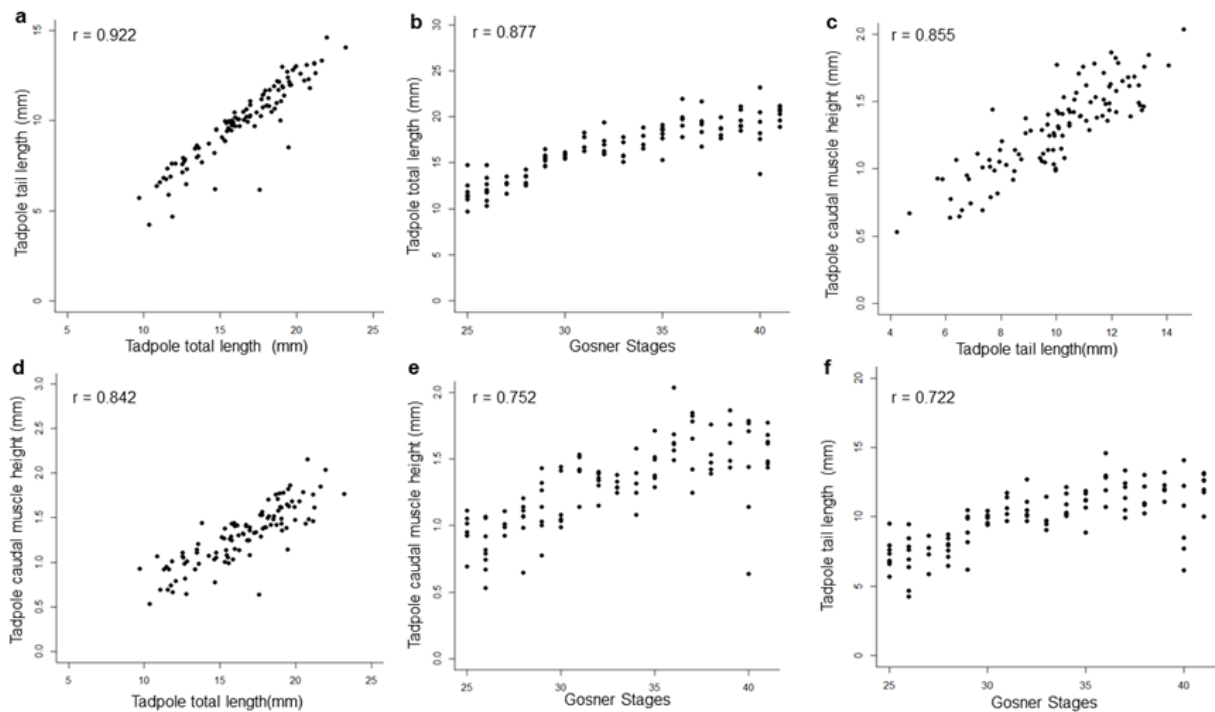 a
r = 0.922
Tadpole tail length (mm)
15
10
5
0
5 10 15 20 25
Tadpole total length (mm)
b
r = 0.877
Tadpole total length (mm)
30
25
20
15
10
5
0
25 30 35 40
Gosner Stages
c
r = 0.855
Tadpole caudal muscle height (mm)
2.0
1.5
1.0
0.5
0.0
4 6 8 10 12 14
Tadpole tail length(mm)
d
r = 0.842
Tadpole caudal muscle height (mm)
3.0
2.5
2.0
1.5
1.0
0.5
0.0
5 10 15 20 25
Tadpole total length(mm)
e
r = 0.752
Tadpole caudal muscle height (mm)
2.0
1.5
1.0
0.5
0.0
25 30 35 40
Gosner Stages
f
r = 0.722
Tadpole tail length (mm)
20
15
10
5
0
25 30 35 40
Gosner Stages